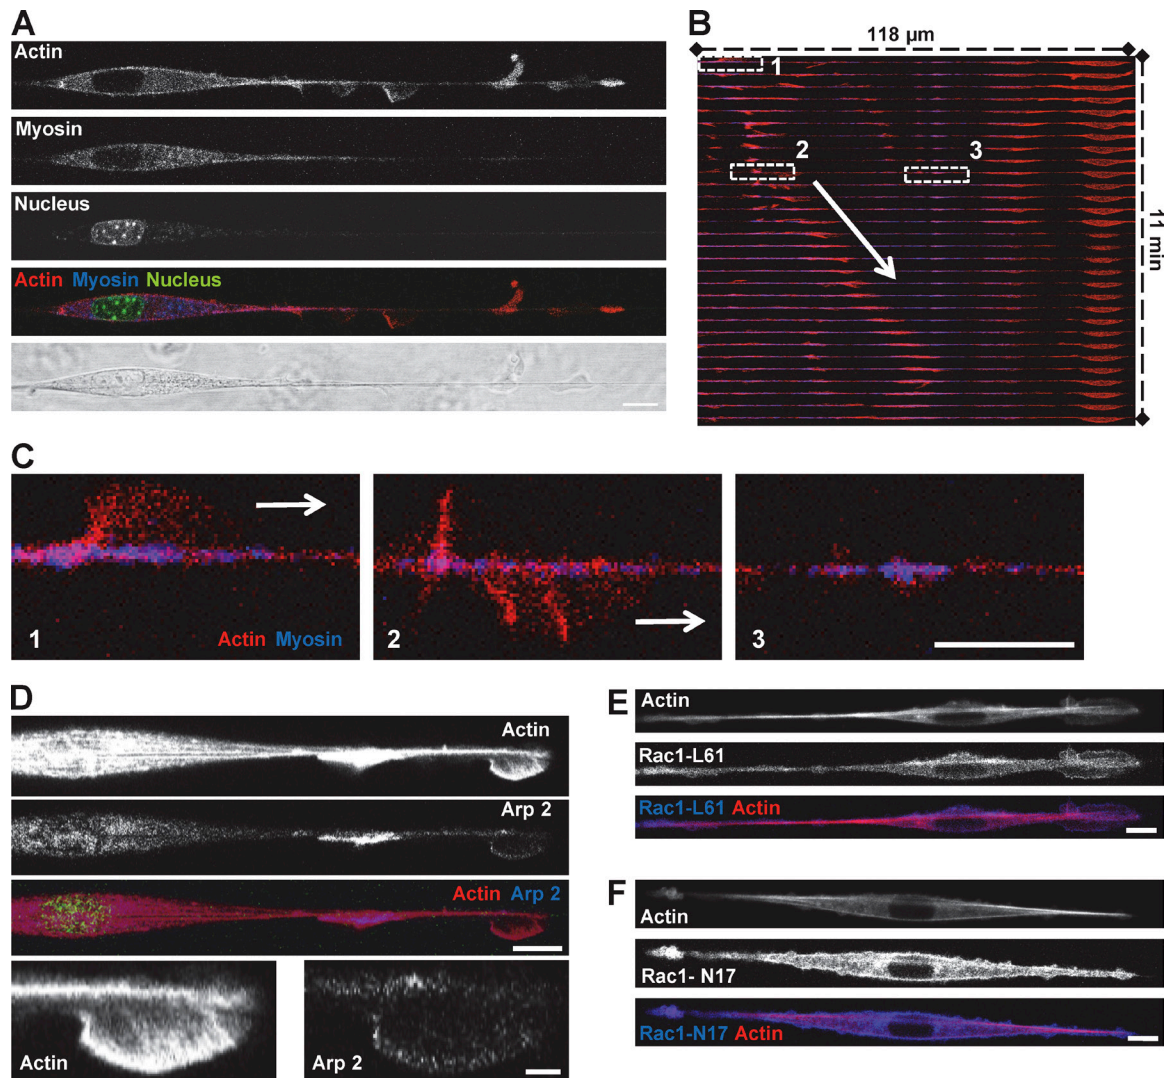 A
Actin
Myosin
Nucleus
Actin Myosin Nucleus
B
118 µm
11 min
1
2
3
C
1
Actin Myosin
2
3
D
Actin
Arp 2
Actin Arp 2
Actin
Arp 2
E
Actin
Rac1-L61
Rac1-L61 Actin
F
Actin
Rac1- N17
Rac1-N17 Actin